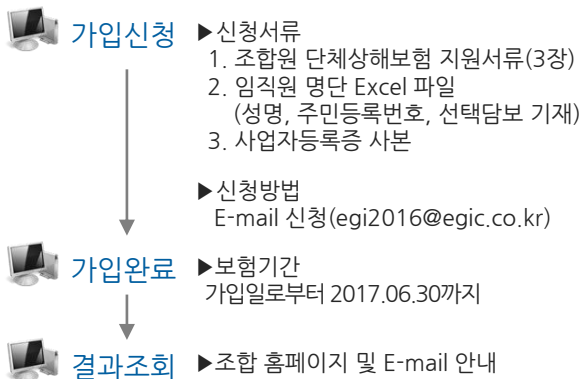 가입신청 ▶신청서류
1. 조합원 단체상해보험 지원서류(3장)
2. 임직원 명단 Excel 파일
(성명, 주민등록번호, 선택담보 기재)
3. 사업자등록증 사본
▶신청방법
E-mail 신청(egi2016@egic.co.kr)
가입완료 ▶보험기간
가입일로부터 2017.06.30까지
결과조회 ▶조합 홈페이지 및 E-mail 안내